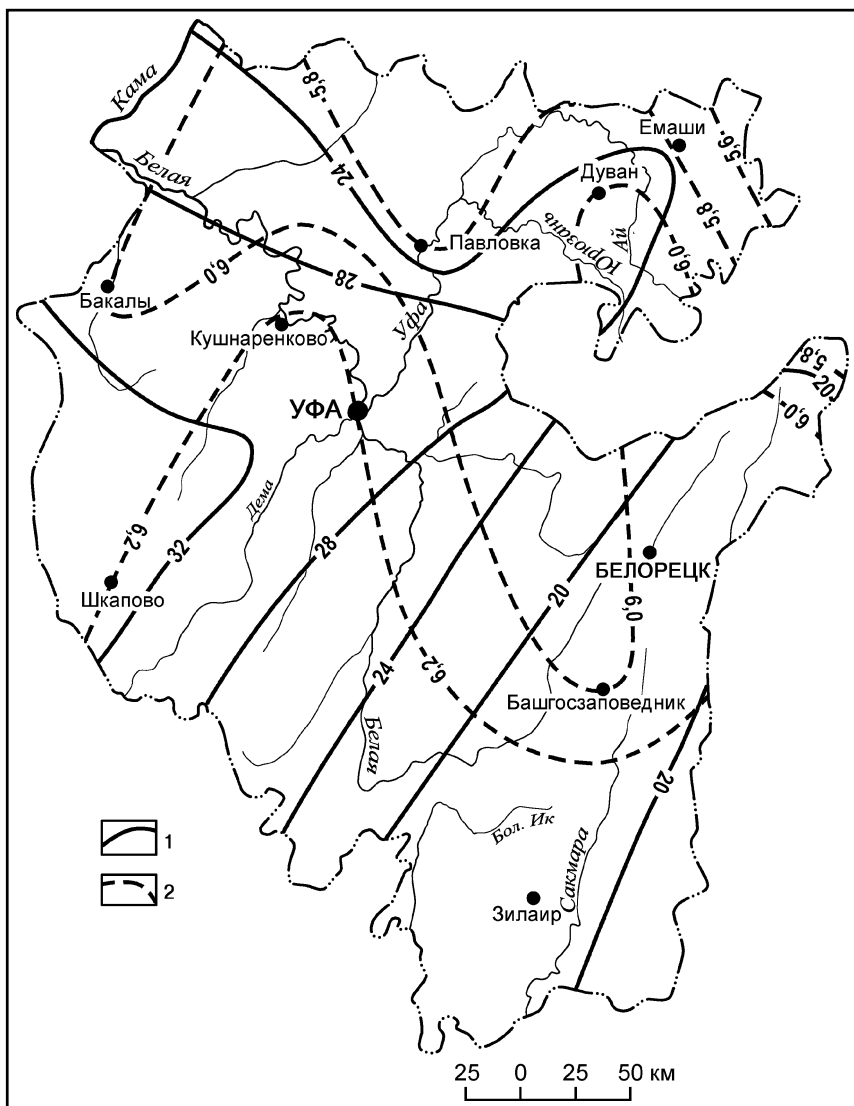 Кама
Белая
5,8
24
Емаши
5,6
Дуван
5,8
Павловка
Юрюзань
Ай
6,0
6,0
28
Бакалы
Кушнаренково
Уфа
5,8
20
6,0
УФА
Дема
6,2
32
28
Шкапово
БЕЛОРЕЦК
20
6,0
24
6,2
Башгосзаповедник
Белая
20
1
Бол. Ик
2
Сакмара
Зилаир
25 0 25 50 км